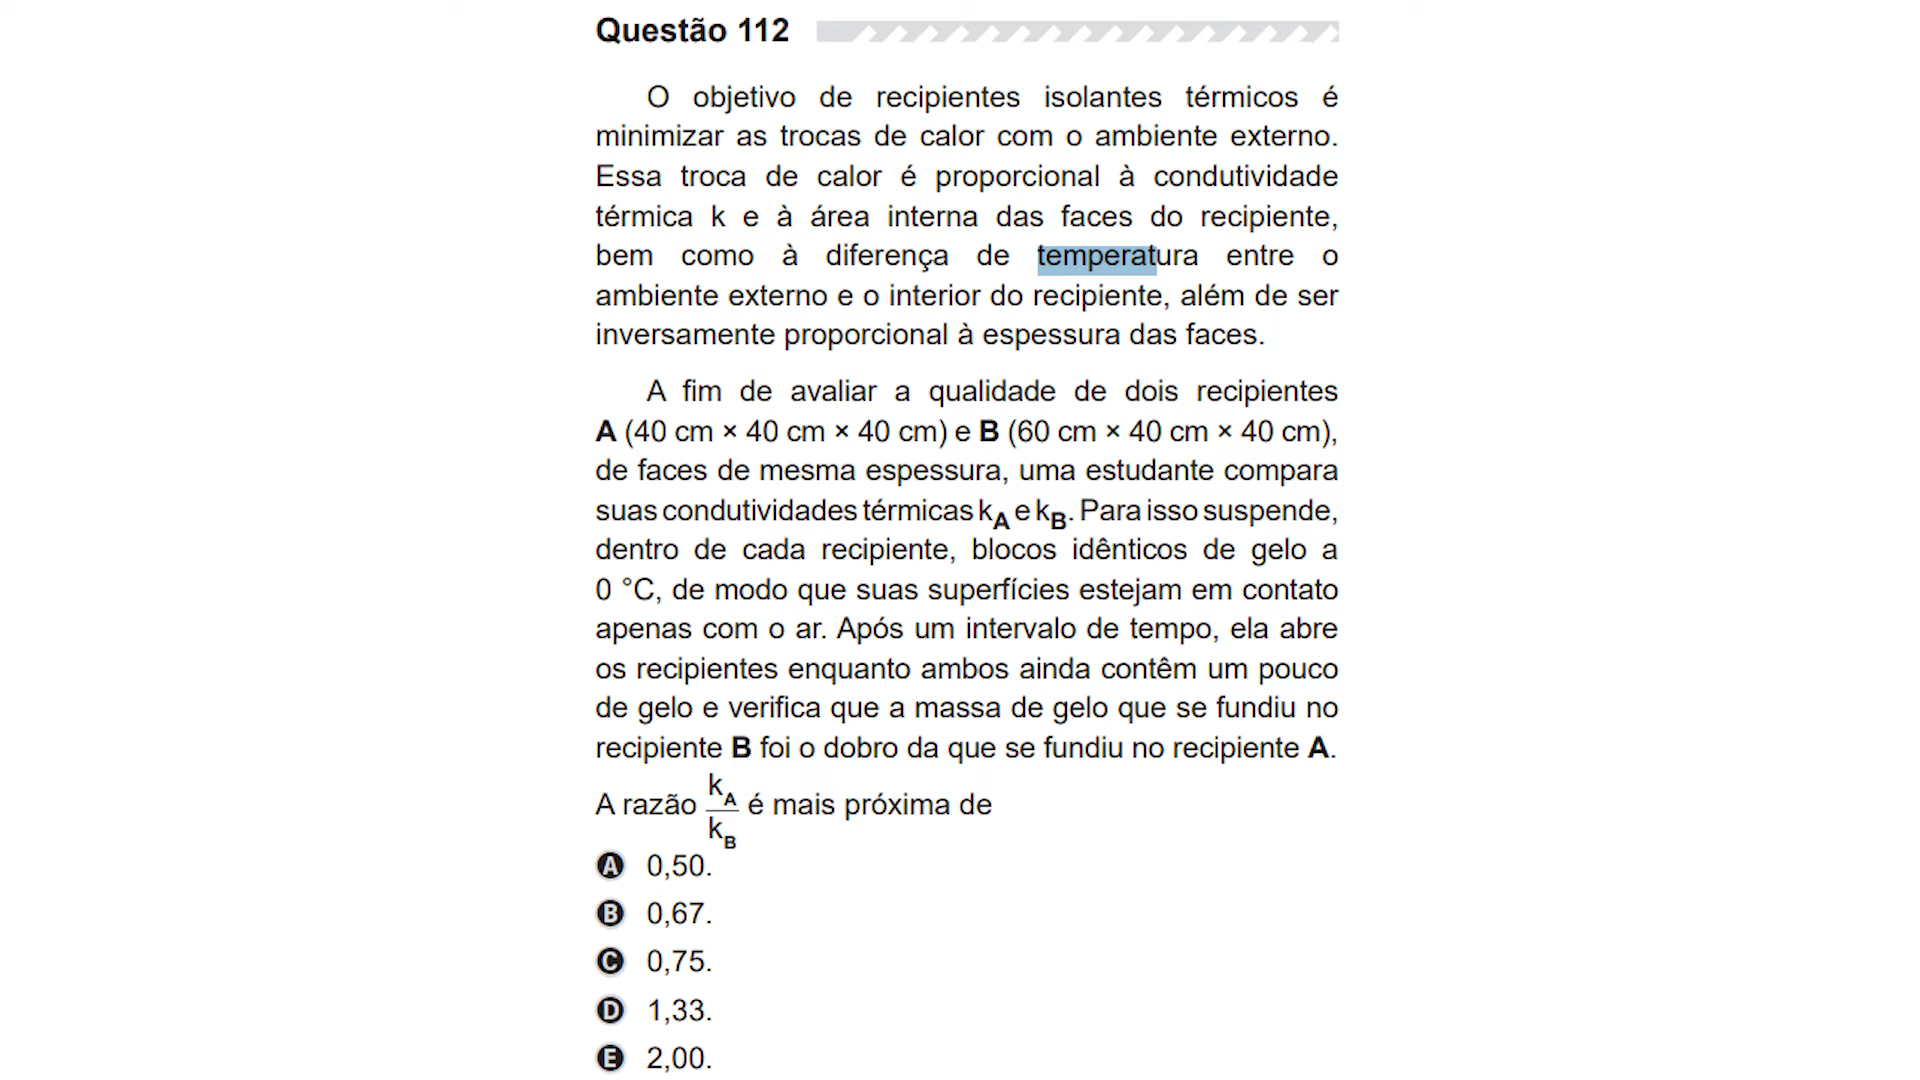 Questão 112
O objetivo de recipientes isolantes térmicos é
minimizar as trocas de calor com o ambiente externo.
Essa troca de calor é proporcional à condutividade
térmica k e à área interna das faces do recipiente,
bem como à diferença de temperatura entre o
ambiente externo e o interior do recipiente, além de ser
inversamente proporcional à espessura das faces.
A fim de avaliar a qualidade de dois recipientes
A (40 cm × 40 cm × 40 cm) e B (60 cm × 40 cm × 40 cm),
de faces de mesma espessura, uma estudante compara
suas condutividades térmicas kA e kB. Para isso suspende,
dentro de cada recipiente, blocos idênticos de gelo a
0 °C, de modo que suas superfícies estejam em contato
apenas com o ar. Após um intervalo de tempo, ela abre
os recipientes enquanto ambos ainda contêm um pouco
de gelo e verifica que a massa de gelo que se fundiu no
recipiente B foi o dobro da que se fundiu no recipiente A.
A razão kA/kB é mais próxima de
A 0,50.
B 0,67.
C 0,75.
D 1,33.
E 2,00.